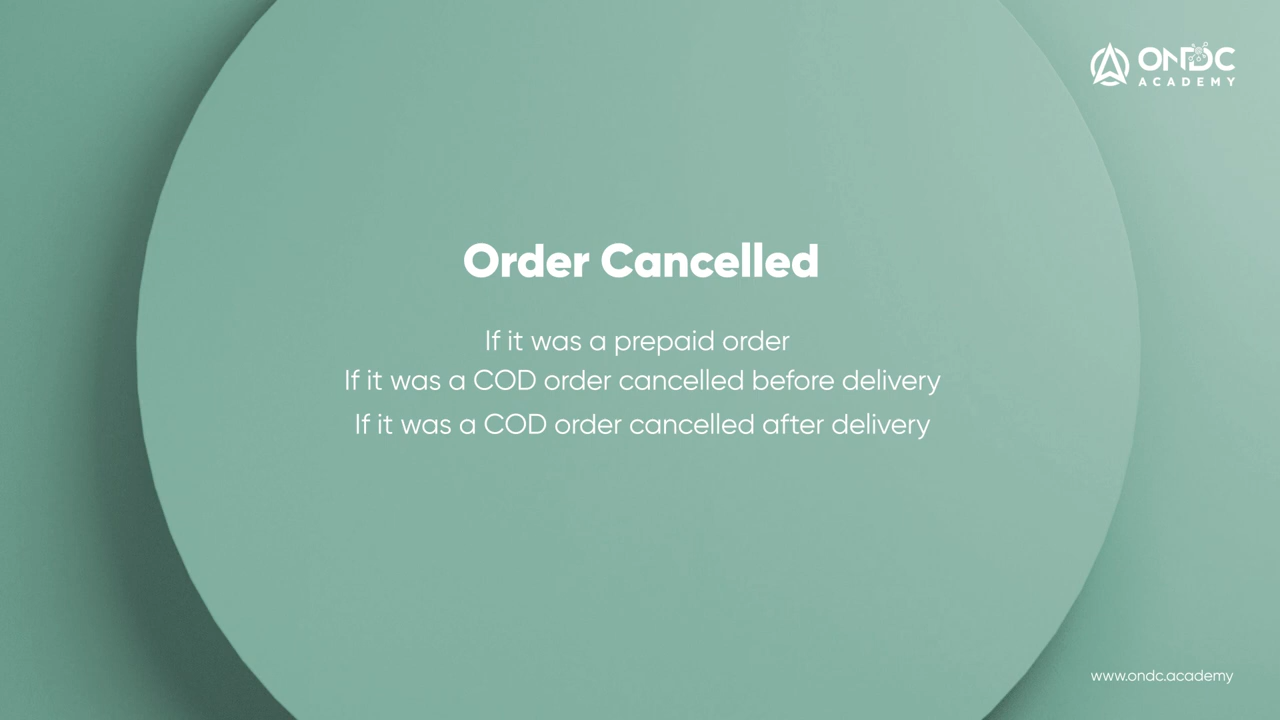 ONDC
ACADEMY
Order Cancelled
If it was a prepaid order
If it was a COD order cancelled before delivery
If it was a COD order cancelled after delivery
www.ondc.academy